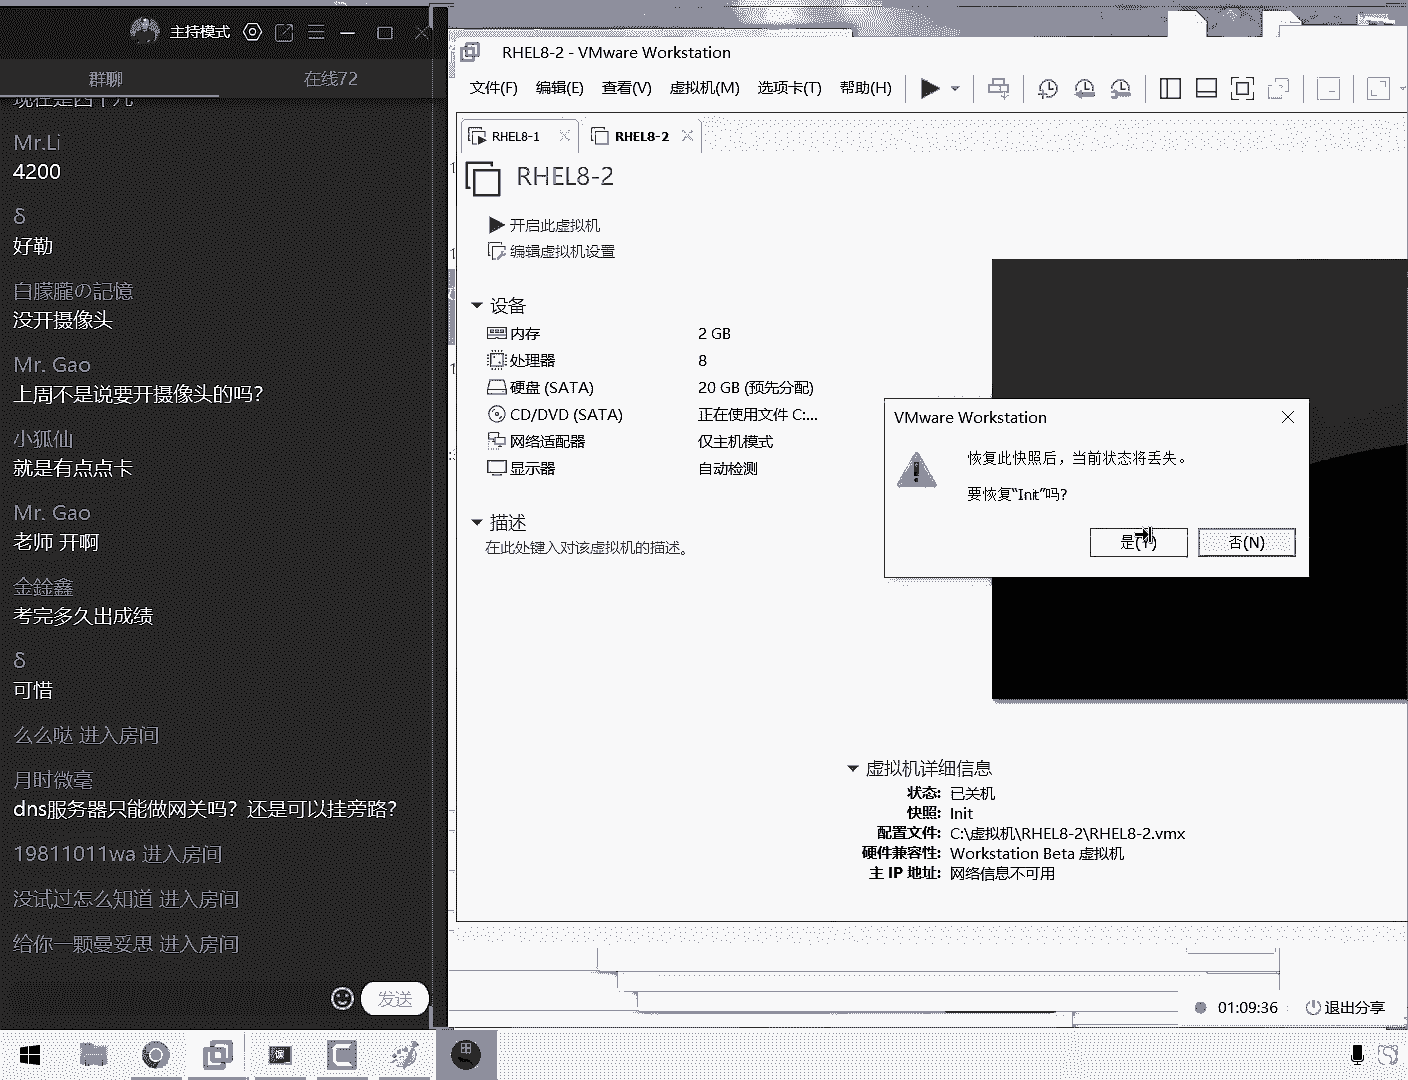 主持模式
群聊
在线72
现在是四十九
Mr.Li
4200
δ
好勒
白朦朧の記憶
没开摄像头
Mr. Gao
上周不是说要开摄像头的吗？
小狐仙
就是有点点卡
Mr. Gao
老师 开啊
金銓鑫
考完多久出成绩
δ
可惜
么么哒 进入房间
月时微毫
dns服务器只能做网关吗？还是可以挂旁路？
19811011wa 进入房间
没试过怎么知道 进入房间
给你一颗曼妥思 进入房间
发送
RHEL8-2 - VMware Workstation
文件(F) 编辑(E) 查看(V) 虚拟机(M) 选项卡(T) 帮助(H)
RHEL8-1
RHEL8-2
RHEL8-2
开启此虚拟机
编辑虚拟机设置
设备
内存 2 GB
处理器 8
硬盘 (SATA) 20 GB (预先分配)
CD/DVD (SATA) 正在使用文件 C:...
网络适配器 仅主机模式
显示器 自动检测
描述
在此处键入对该虚拟机的描述。
VMware Workstation
恢复此快照后，当前状态将丢失。
要恢复“Init”吗?
是(Y)
否(N)
虚拟机详细信息
状态: 已关机
快照: Init
配置文件: C:\虚拟机\RHEL8-2\RHEL8-2.vmx
硬件兼容性: Workstation Beta 虚拟机
主 IP 地址: 网络信息不可用
01:09:36
退出分享